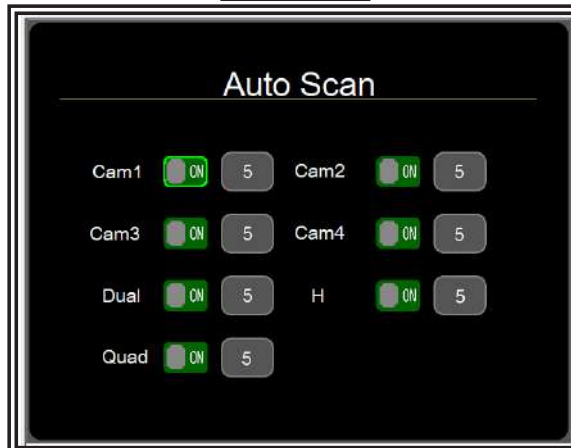 Auto Scan
Cam1 ON 5 Cam2 ON 5
Cam3 ON 5 Cam4 ON 5
Dual ON 5 H ON 5
Quad ON 5